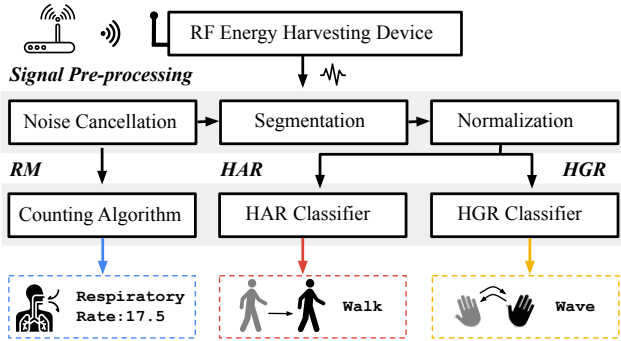 RF Energy Harvesting Device
Signal Pre-processing
Noise Cancellation
Segmentation
Normalization
RM
HAR
HGR
Counting Algorithm
HAR Classifier
HGR Classifier
Respiratory
Rate:17.5
Walk
Wave